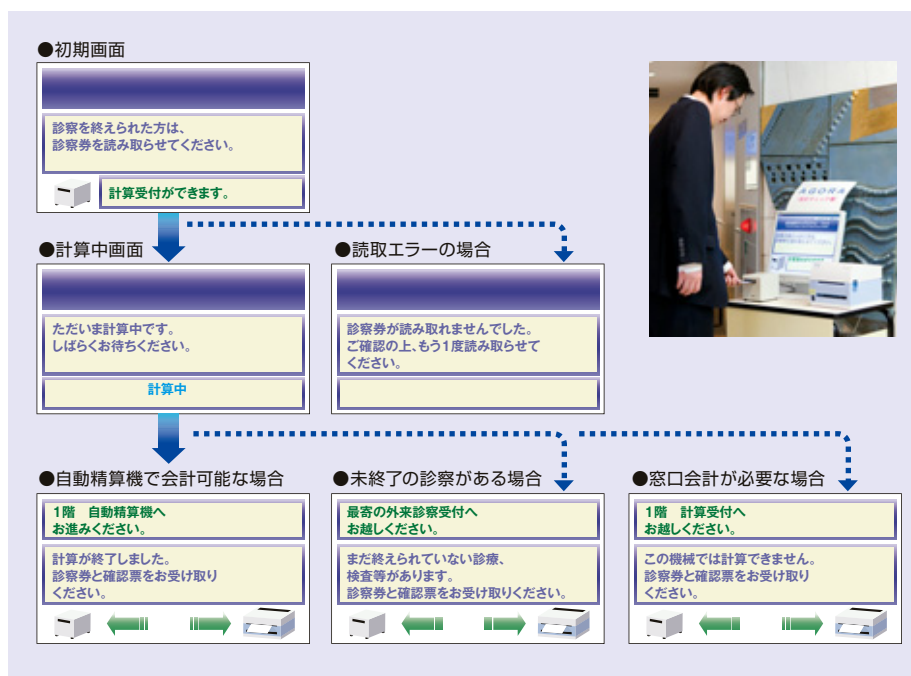 ●初期画面
診察を終えられた方は、
診察券を読み取らせてください。
計算受付ができます。
●計算中画面
ただいま計算中です。
しばらくお待ちください。
計算中
●読取エラーの場合
診察券が読み取れませんでした。
ご確認の上、もう1度読み取らせて
ください。
AGORA
●自動精算機で会計可能な場合
1階　自動精算機へ
お進みください。
計算が終了しました。
診察券と確認票をお受け取り
ください。
●未終了の診察がある場合
最寄の外来診察受付へ
お越しください。
まだ終えられていない診療、
検査等があります。
診察券と確認票をお受け取りください。
●窓口会計が必要な場合
1階　計算受付へ
お越しください。
この機械では計算できません。
診察券と確認票をお受け取り
ください。